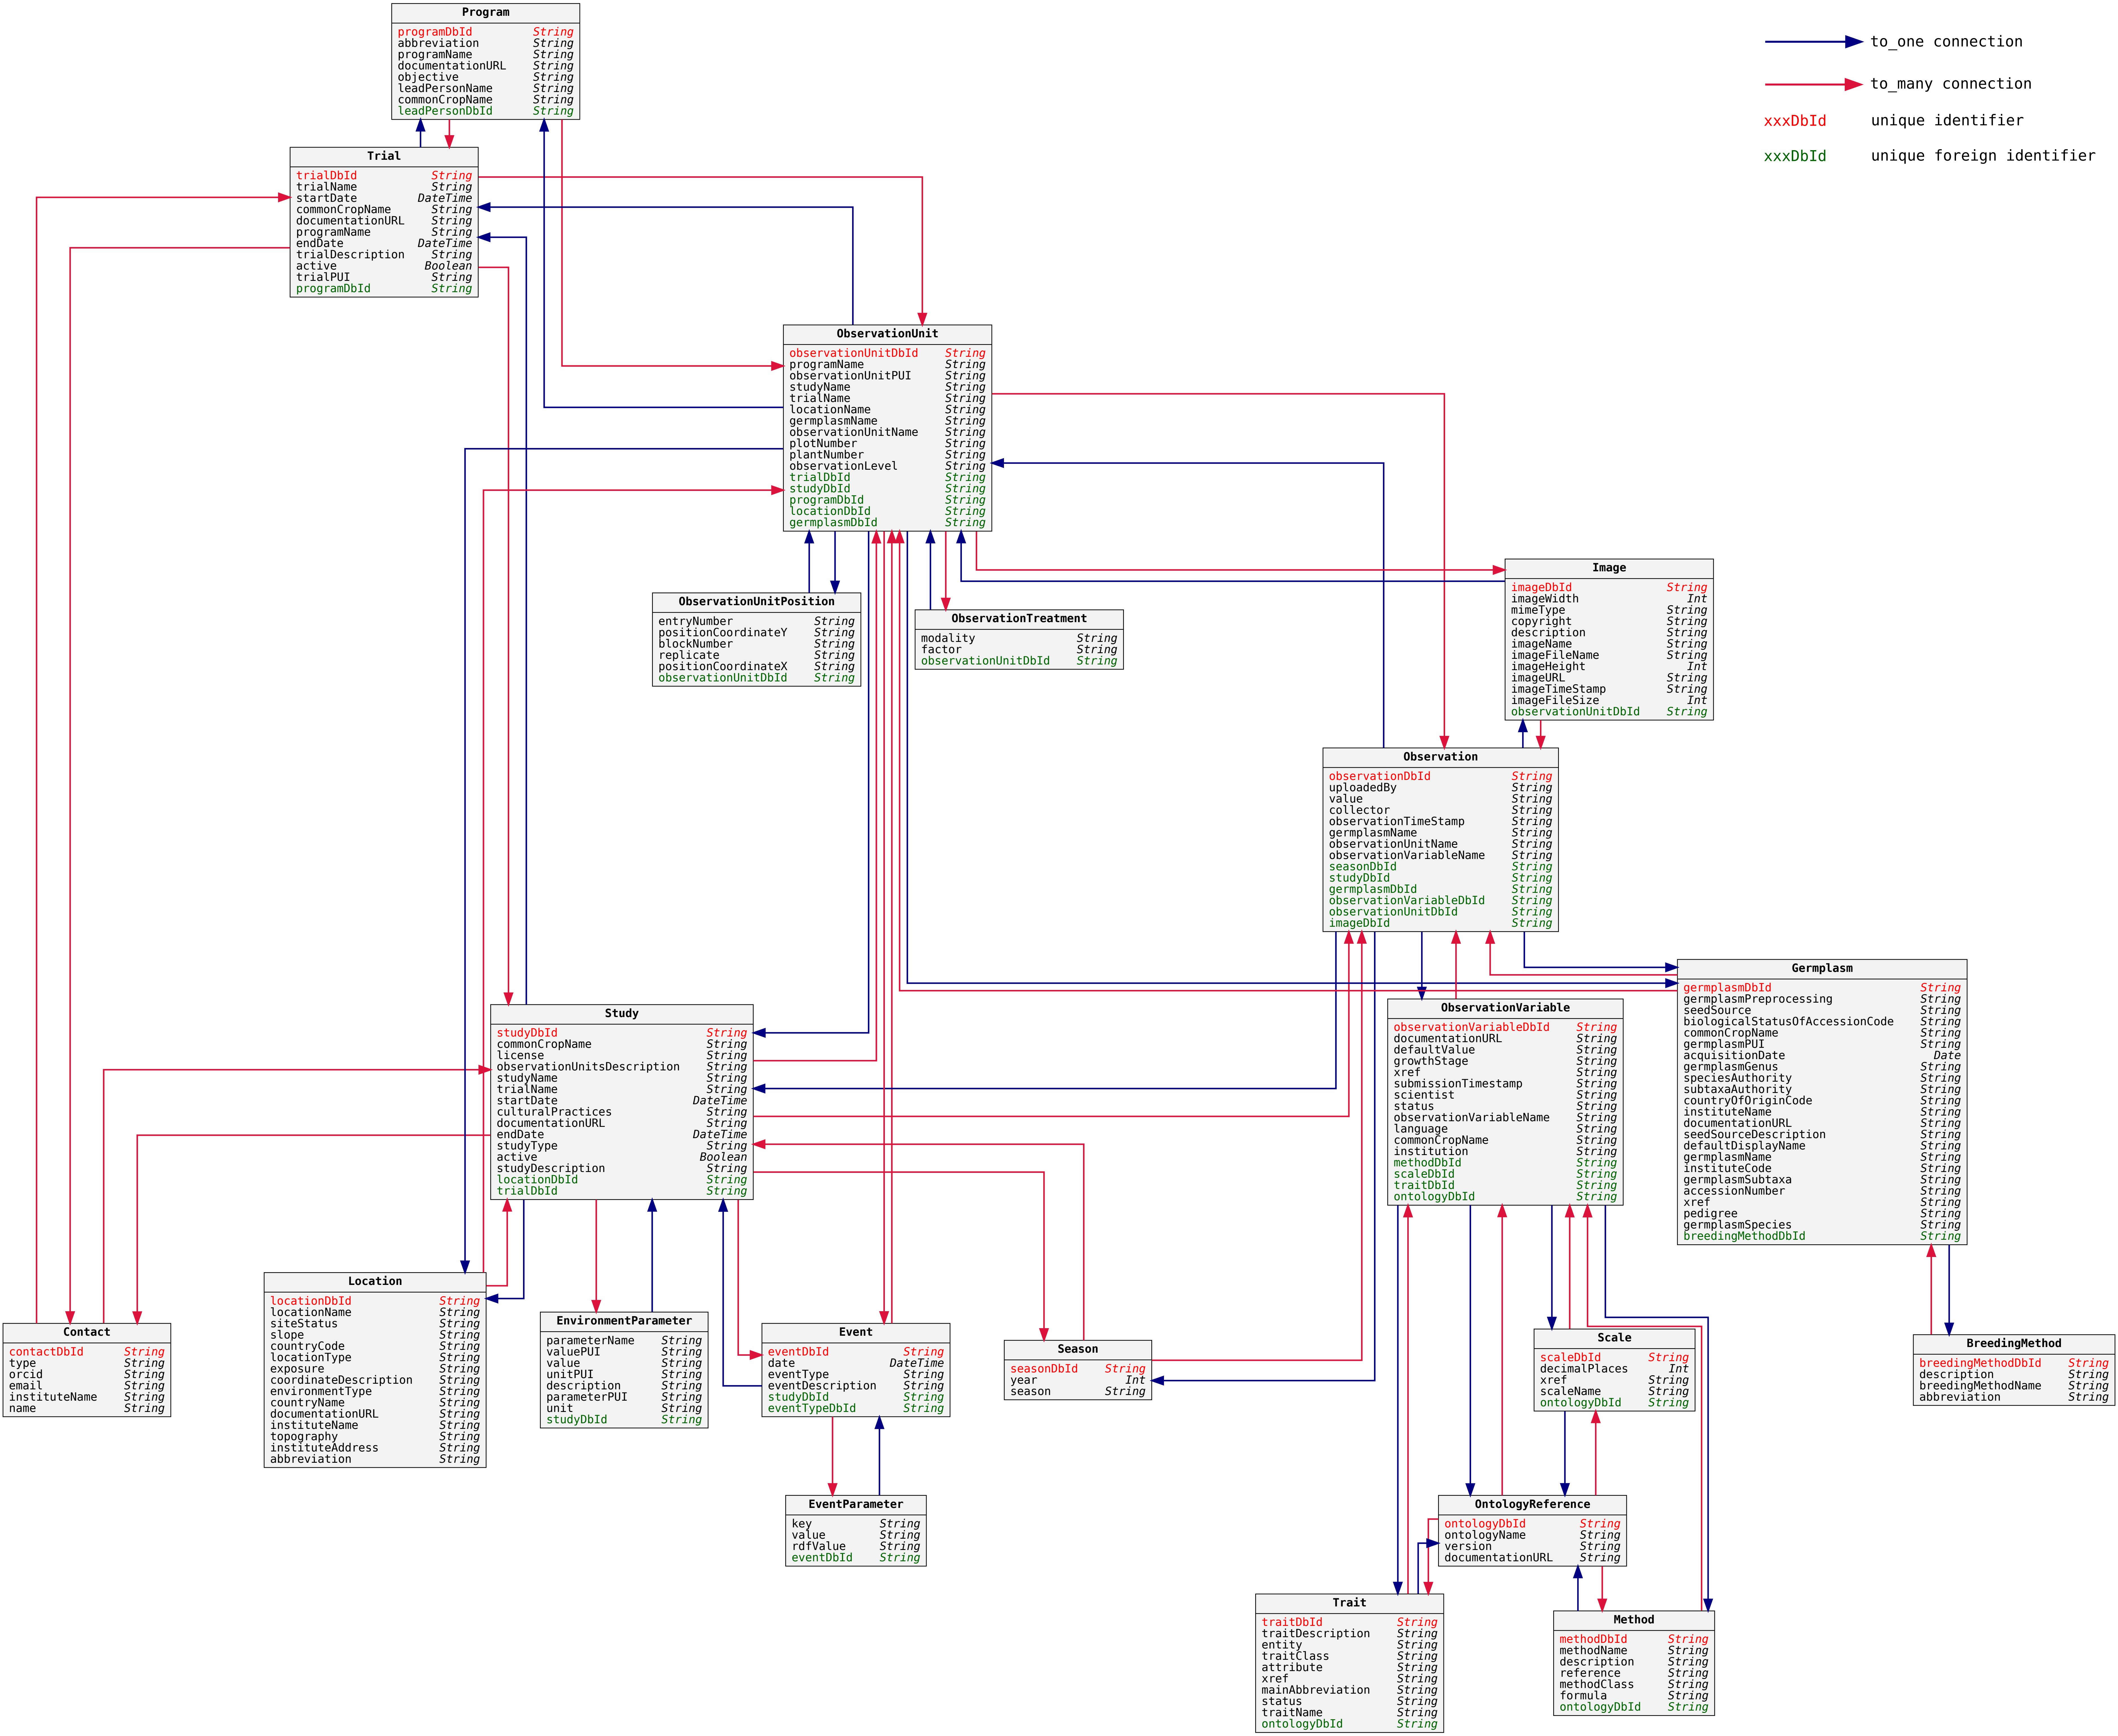 Program
programDbId String
abbreviation String
programName String
documentationURL String
objective String
leadPersonName String
commonCropName String
leadPersonDbId String
to_one connection
to_many connection
xxxDbId unique identifier
xxxDbId unique foreign identifier
Trial
trialDbId String
trialName String
startDate DateTime
commonCropName String
documentationURL String
programName String
endDate DateTime
trialDescription String
active Boolean
trialPUI String
programDbId String
ObservationUnit
observationUnitDbId String
programName String
observationUnitPUI String
studyName String
trialName String
locationName String
germplasmName String
observationUnitName String
plotNumber String
plantNumber String
observationLevel String
trialDbId String
studyDbId String
programDbId String
locationDbId String
germplasmDbId String
ObservationUnitPosition
entryNumber String
positionCoordinateY String
blockNumber String
replicate String
positionCoordinateX String
observationUnitDbId String
ObservationTreatment
modality String
factor String
observationUnitDbId String
Image
imageDbId String
imageWidth Int
mimeType String
copyright String
description String
imageName String
imageFileName String
imageHeight Int
imageURL String
imageTimeStamp String
imageFileSize Int
observationUnitDbId String
Observation
observationDbId String
uploadedBy String
value String
collector String
observationTimeStamp String
germplasmName String
observationUnitName String
observationVariableName String
seasonDbId String
studyDbId String
germplasmDbId String
observationVariableDbId String
observationUnitDbId String
imageDbId String
Germplasm
germplasmDbId String
germplasmPreprocessing String
seedSource String
biologicalStatusOfAccessionCode String
commonCropName String
germplasmPUI String
acquisitionDate Date
germplasmGenus String
speciesAuthority String
subtaxaAuthority String
countryOfOriginCode String
instituteName String
documentationURL String
seedSourceDescription String
defaultDisplayName String
germplasmName String
instituteCode String
germplasmSubtaxa String
accessionNumber String
xref String
pedigree String
germplasmSpecies String
breedingMethodDbId String
Study
studyDbId String
commonCropName String
license String
observationUnitsDescription String
studyName String
trialName String
startDate DateTime
culturalPractices String
documentationURL String
endDate DateTime
studyType String
active Boolean
studyDescription String
locationDbId String
trialDbId String
ObservationVariable
observationVariableDbId String
documentationURL String
defaultValue String
growthStage String
xref String
submissionTimestamp String
scientist String
status String
observationVariableName String
language String
commonCropName String
institution String
methodDbId String
scaleDbId String
traitDbId String
ontologyDbId String
Contact
contactDbId String
type String
orcid String
email String
instituteName String
name String
Location
locationDbId String
locationName String
siteStatus String
slope String
countryCode String
locationType String
exposure String
coordinateDescription String
environmentType String
countryName String
documentationURL String
instituteName String
topography String
instituteAddress String
abbreviation String
EnvironmentParameter
parameterName String
valuePUI String
value String
unitPUI String
description String
parameterPUI String
unit String
studyDbId String
Event
eventDbId String
date DateTime
eventType String
eventDescription String
studyDbId String
eventTypeDbId String
Season
seasonDbId String
year Int
season String
Scale
scaleDbId String
decimalPlaces Int
xref String
scaleName String
ontologyDbId String
BreedingMethod
breedingMethodDbId String
description String
breedingMethodName String
abbreviation String
EventParameter
key String
value String
rdfValue String
eventDbId String
OntologyReference
ontologyDbId String
ontologyName String
version String
documentationURL String
Trait
traitDbId String
traitDescription String
entity String
traitClass String
attribute String
xref String
mainAbbreviation String
status String
traitName String
ontologyDbId String
Method
methodDbId String
methodName String
description String
reference String
methodClass String
formula String
ontologyDbId String